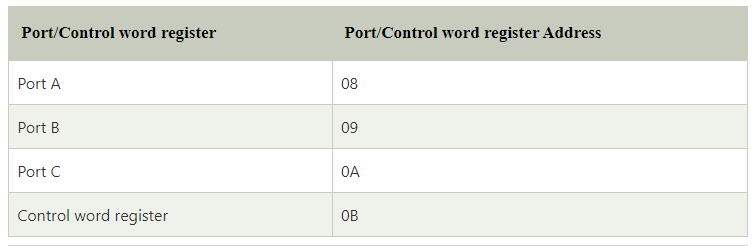 Port/Control word register Port/Control word register Address
Port A 08
Port B 09
Port C 0A
Control word register 0B